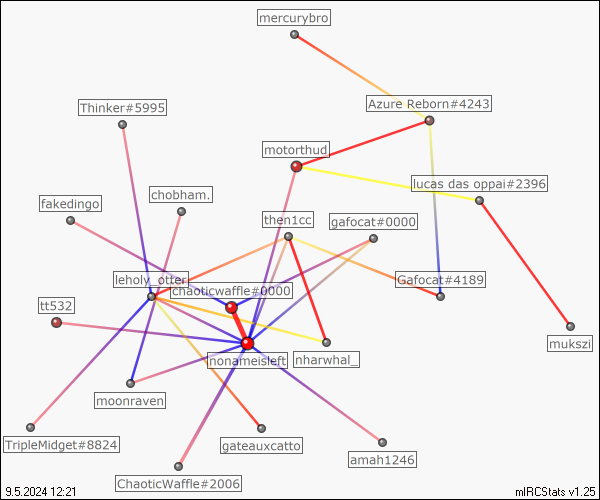 mercurybro
Azure Reborn#4243
Thinker#5995
motorthud
lucas das oppai#2396
chobham.
fakedingo
then1cc
gafocat#0000
leholy_otter
Gafocat#4189
chaoticwaffle#0000
tt532
nonameisleft
nharwhal_
mukszi
moonraven
TripleMidget#8824
gateauxcatto
amah1246
ChaoticWaffle#2006
9.5.2024 12:21
mIRCStats v1.25